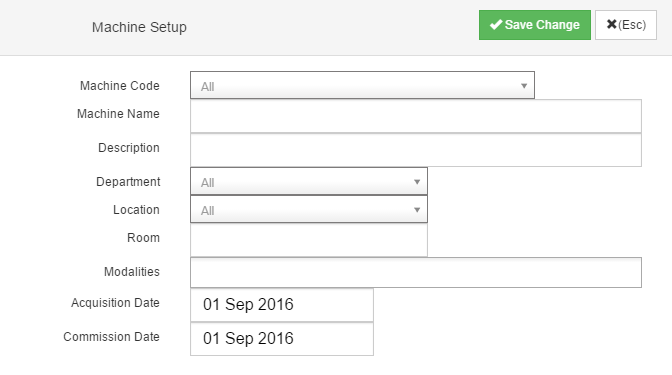 Machine Setup
Save Change
(Esc)
Machine Code All
Machine Name
Description
Department All
Location All
Room
Modalities
Acquisition Date 01 Sep 2016
Commission Date 01 Sep 2016